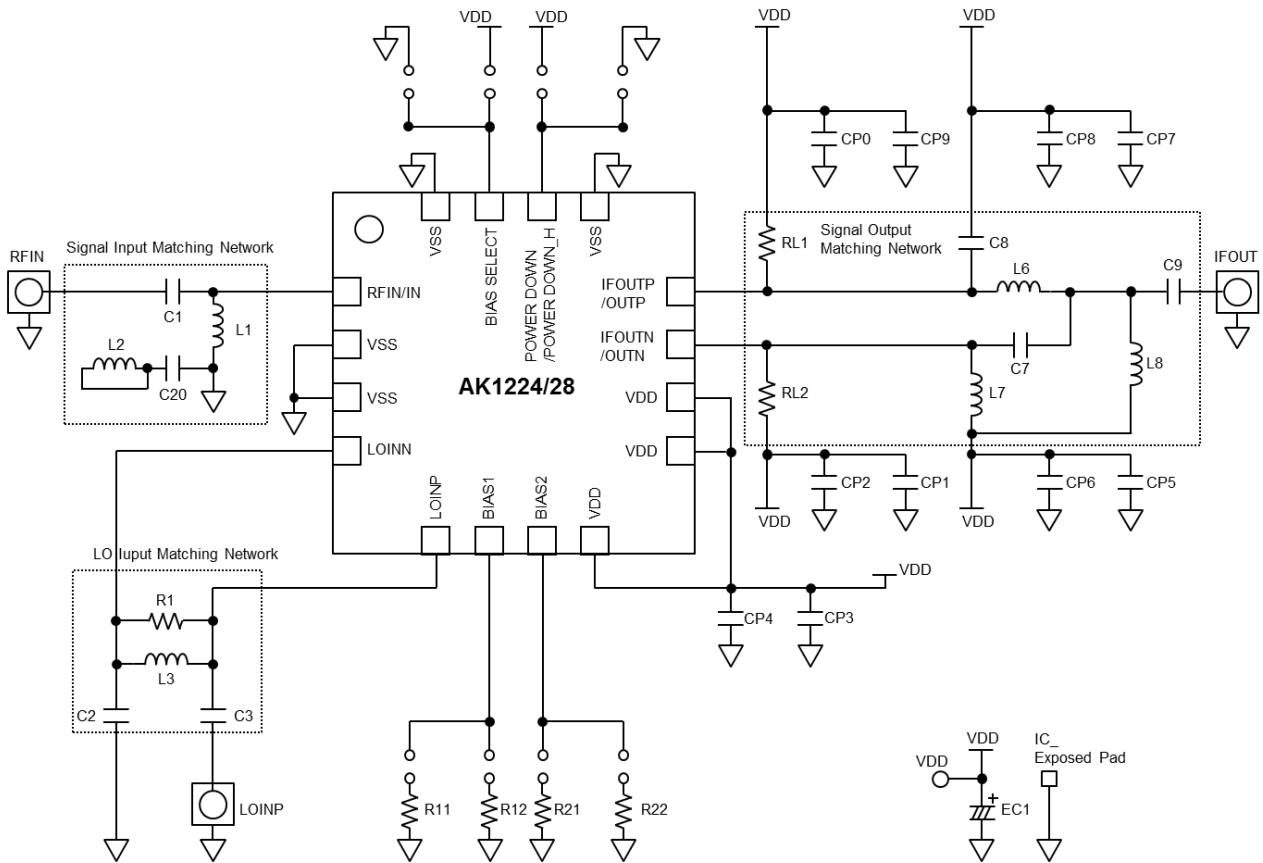 VDD
VDD
VDD
VDD
CP0
CP9
CP8
CP7
VSS
BIAS SELECT
POWER DOWN
/POWER DOWN_H
VSS
Signal Input Matching Network
RFIN
C1
L1
L2
C20
RFIN/IN
VSS
VSS
LOINN
AK1224/28
IFOUTP
/OUTP
IFOUTN
/OUTN
VDD
VDD
Signal Output
Matching Network
RL1
C8
L6
C9
IFOUT
C7
L8
RL2
L7
CP2
CP1
CP6
CP5
VDD
VDD
LOINP
BIAS1
BIAS2
VDD
VDD
CP4
CP3
LO Iuput Matching Network
R1
L3
C2
C3
LOINP
R11
R12
R21
R22
VDD
VDD
EC1
IC_
Exposed Pad